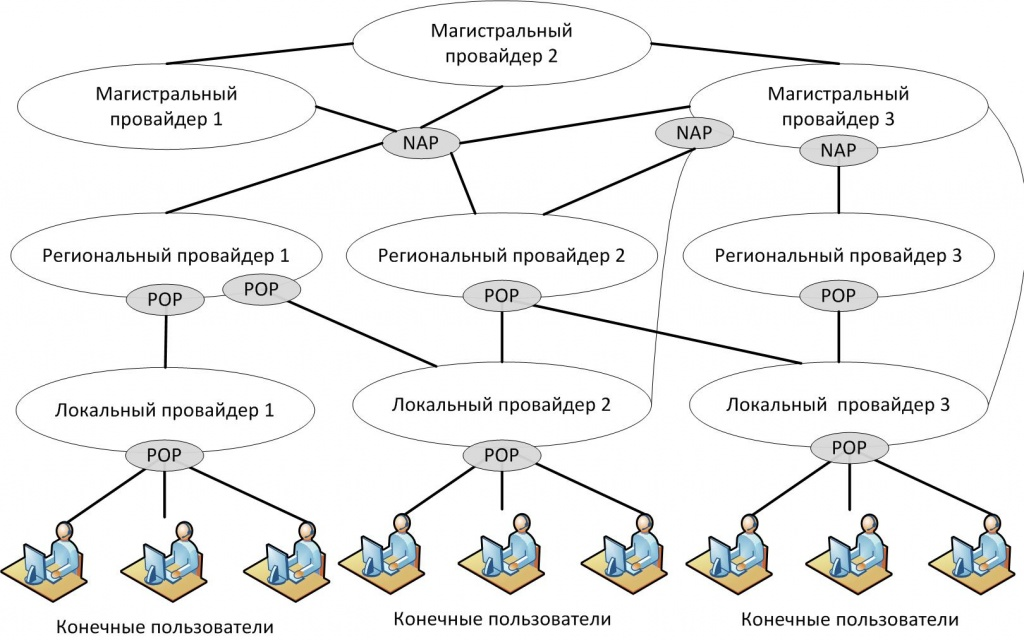 Магистральный
провайдер 2
Магистральный
провайдер 1
Магистральный
провайдер 3
NAP
NAP
NAP
Региональный провайдер 1
Региональный провайдер 2
Региональный провайдер 3
POP
POP
POP
POP
Локальный провайдер 1
Локальный провайдер 2
Локальный провайдер 3
POP
POP
POP
Конечные пользователи
Конечные пользователи
Конечные пользователи